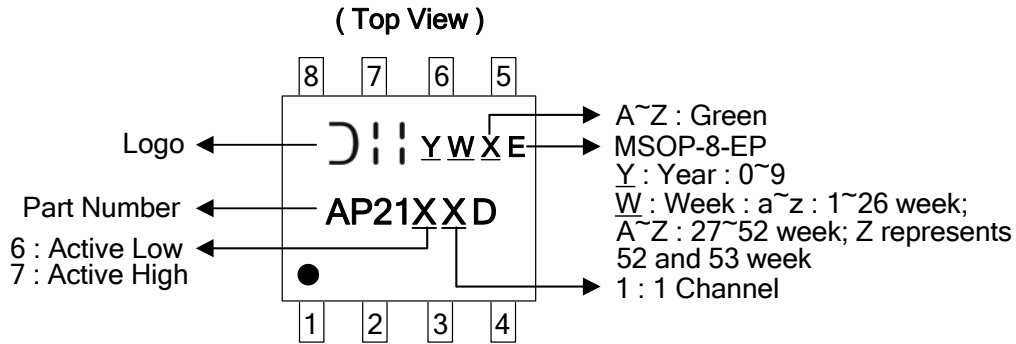 ( Top View )
8 7 6 5
Logo
Y W X E
A~Z : Green
MSOP-8-EP
Y : Year : 0~9
W : Week : a~z : 1~26 week;
A~Z : 27~52 week; Z represents
52 and 53 week
Part Number
AP21XXD
6 : Active Low
7 : Active High
1 : 1 Channel
1 2 3 4